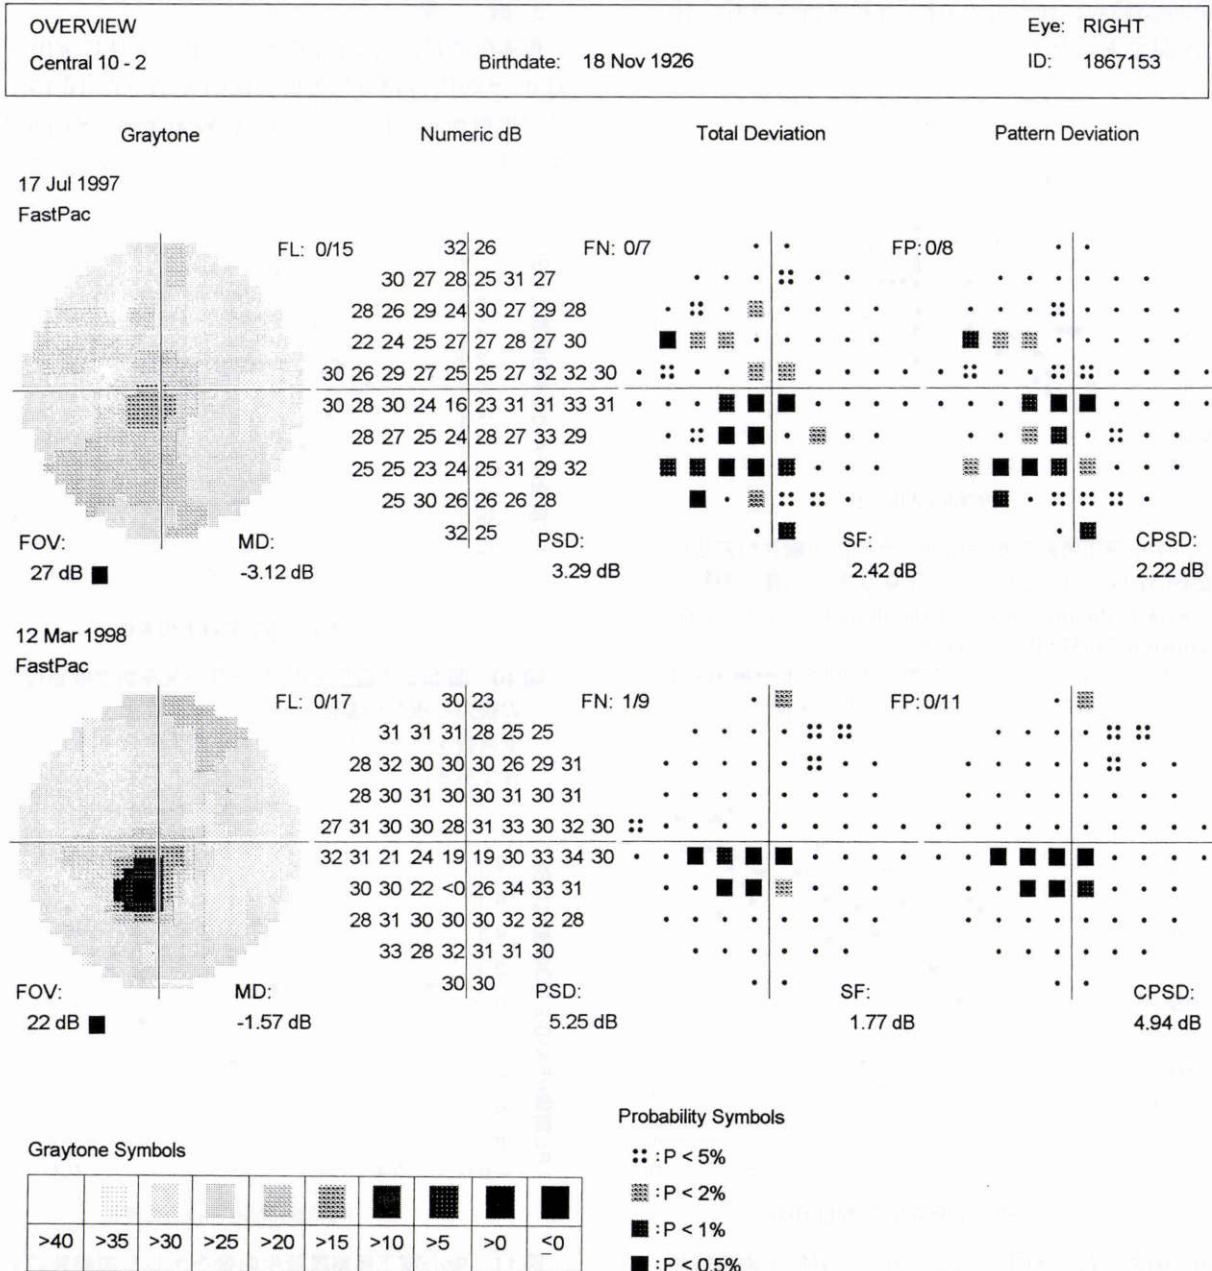 OVERVIEW
Eye: RIGHT
Central 10 - 2
Birthdate: 18 Nov 1926
ID: 1867153
Graytone Numeric dB Total Deviation Pattern Deviation
17 Jul 1997
FastPac
FL: 0/15 32 26 FN: 0/7 FP: 0/8
30 27 28 25 31 27
28 26 29 24 30 27 29 28
22 24 25 27 27 28 27 30
30 26 29 27 25 25 27 32 32 30
30 28 30 24 16 23 31 31 33 31
28 27 25 24 28 27 33 29
25 25 23 24 25 31 29 32
25 30 26 26 26 28
32 25
FOV: MD: PSD: SF: CPSD:
27 dB -3.12 dB 3.29 dB 2.42 dB 2.22 dB
12 Mar 1998
FastPac
FL: 0/17 30 23 FN: 1/9 FP: 0/11
31 31 31 28 25 25
28 32 30 30 30 26 29 31
28 30 31 30 30 31 30 31
27 31 30 30 28 31 33 30 32 30
32 31 21 24 19 19 30 33 34 30
30 30 22 <0 26 34 33 31
28 31 30 30 30 32 32 28
33 28 32 31 31 30
30 30
FOV: MD: PSD: SF: CPSD:
22 dB -1.57 dB 5.25 dB 1.77 dB 4.94 dB
Probability Symbols
Graytone Symbols
:P < 5%
:P < 2%
:P < 1%
:P < 0.5%
>40 >35 >30 >25 >20 >15 >10 >5 >0 ≤0